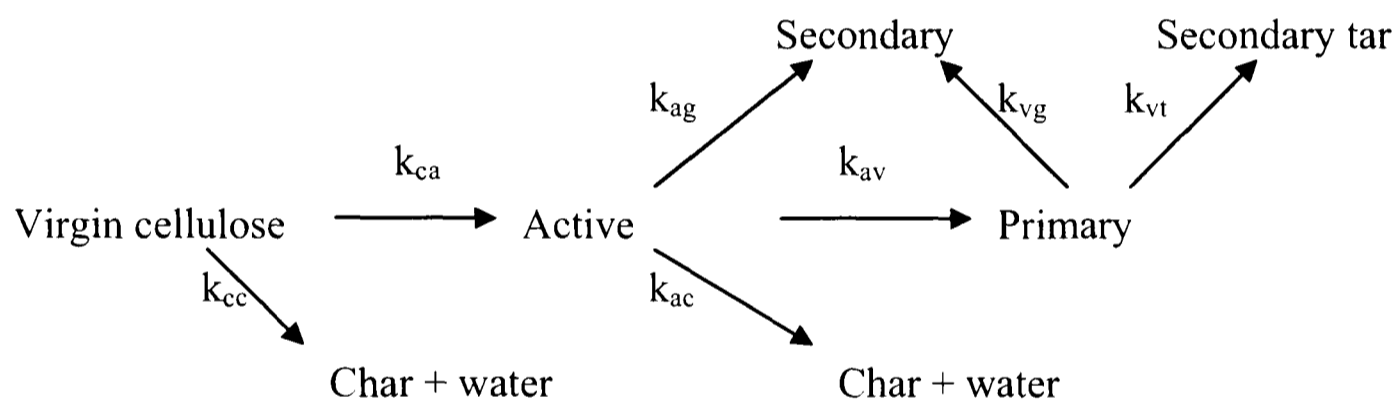 Secondary Secondary tar
k_ag k_vg k_vt
k_ca k_av
Virgin cellulose Active Primary
k_cc k_ac
Char + water Char + water